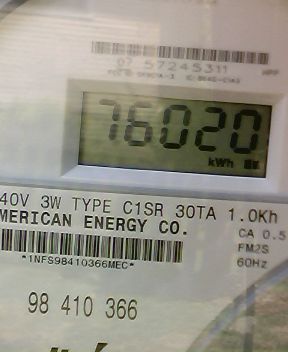 07 57245311
76020
kWh
40V 3W TYPE C1SR 30TA 1.0Kh
MERICAN ENERGY CO.
CA 0.5
FM2S
60Hz
*1NFS98410366MEC*
98 410 366